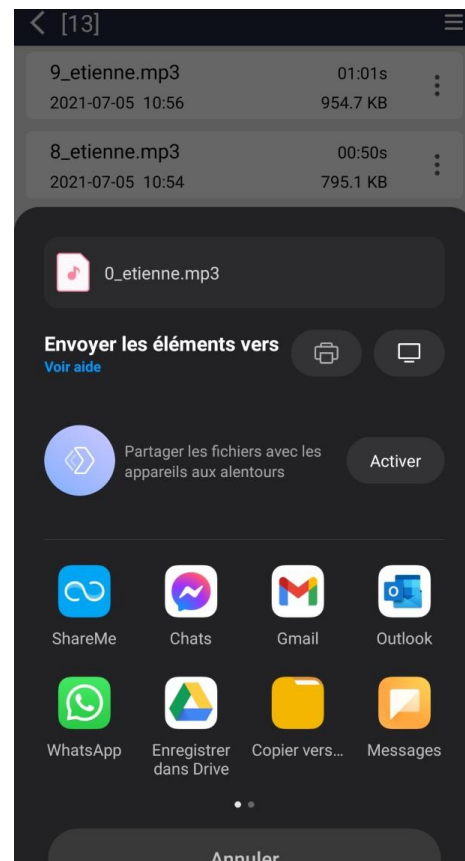 [13]
9_etienne.mp3 01:01s
2021-07-05 10:56 954.7 KB
8_etienne.mp3 00:50s
2021-07-05 10:54 795.1 KB
0_etienne.mp3
Envoyer les éléments vers
Voir aide
Partager les fichiers avec les
appareils aux alentours
Activer
ShareMe Chats Gmail Outlook
WhatsApp Enregistrer
dans Drive Copier vers... Messages
Annuler